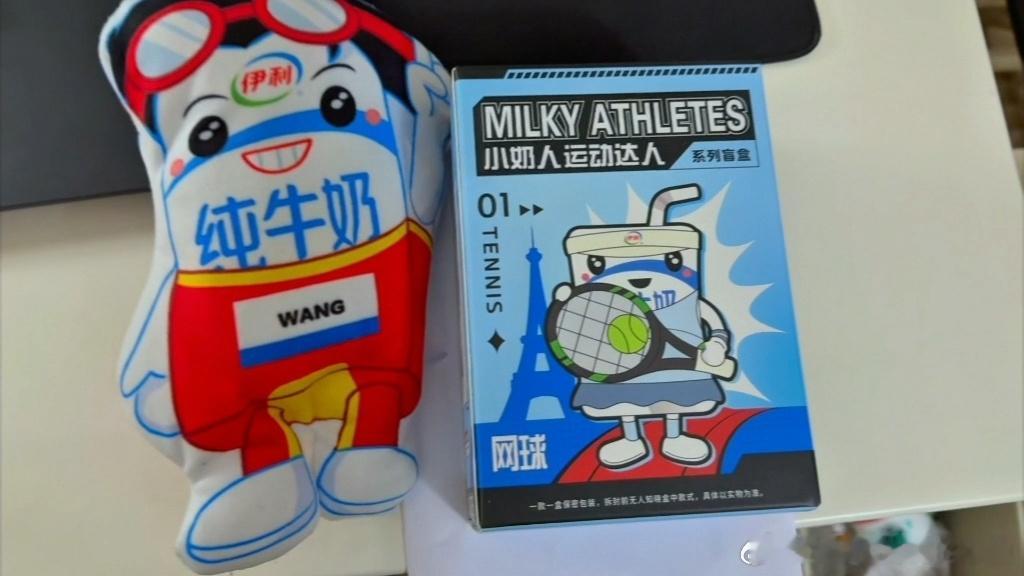 伊利
纯牛奶
WANG
MILKY ATHLETES
小奶人运动达人
系列盲盒
01
TENNIS
伊利
牛奶
网球
一款一盒保密包装，拆封前无人知晓盒中款式，具体以实物为准。